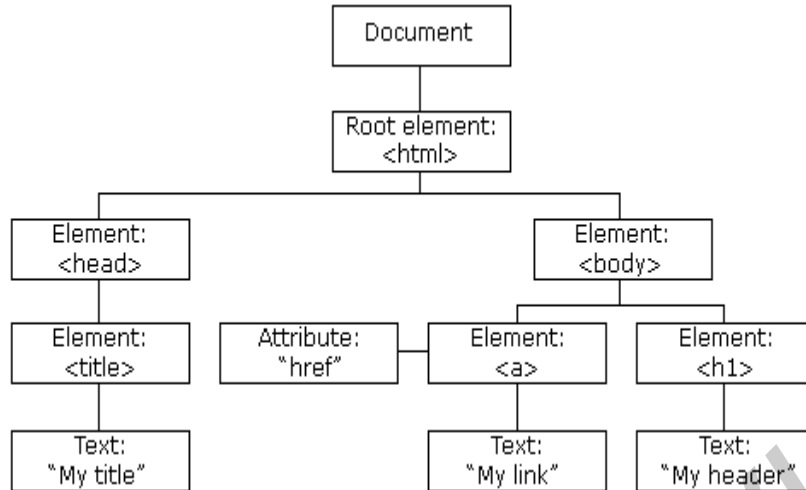 Document
Root element:
<html>
Element:
<head>
Element:
<body>
Element:
<title>
Attribute:
"href"
Element:
<a>
Element:
<h1>
Text:
"My title"
Text:
"My link"
Text:
"My header"